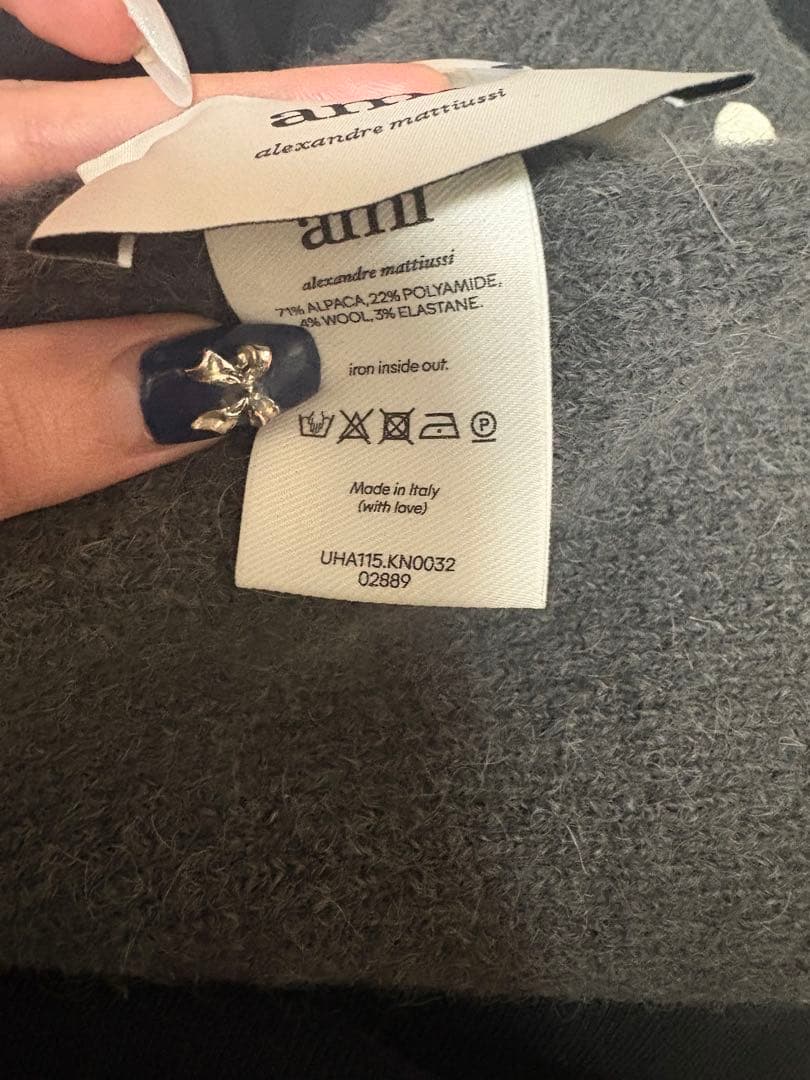 ami
alexandre mattiussi
ami
alexandre mattiussi
71% ALPACA, 22% POLYAMIDE,
4% WOOL, 3% ELASTANE.
iron inside out.
P
Made in Italy
(with love)
UHA115.KN0032
02889